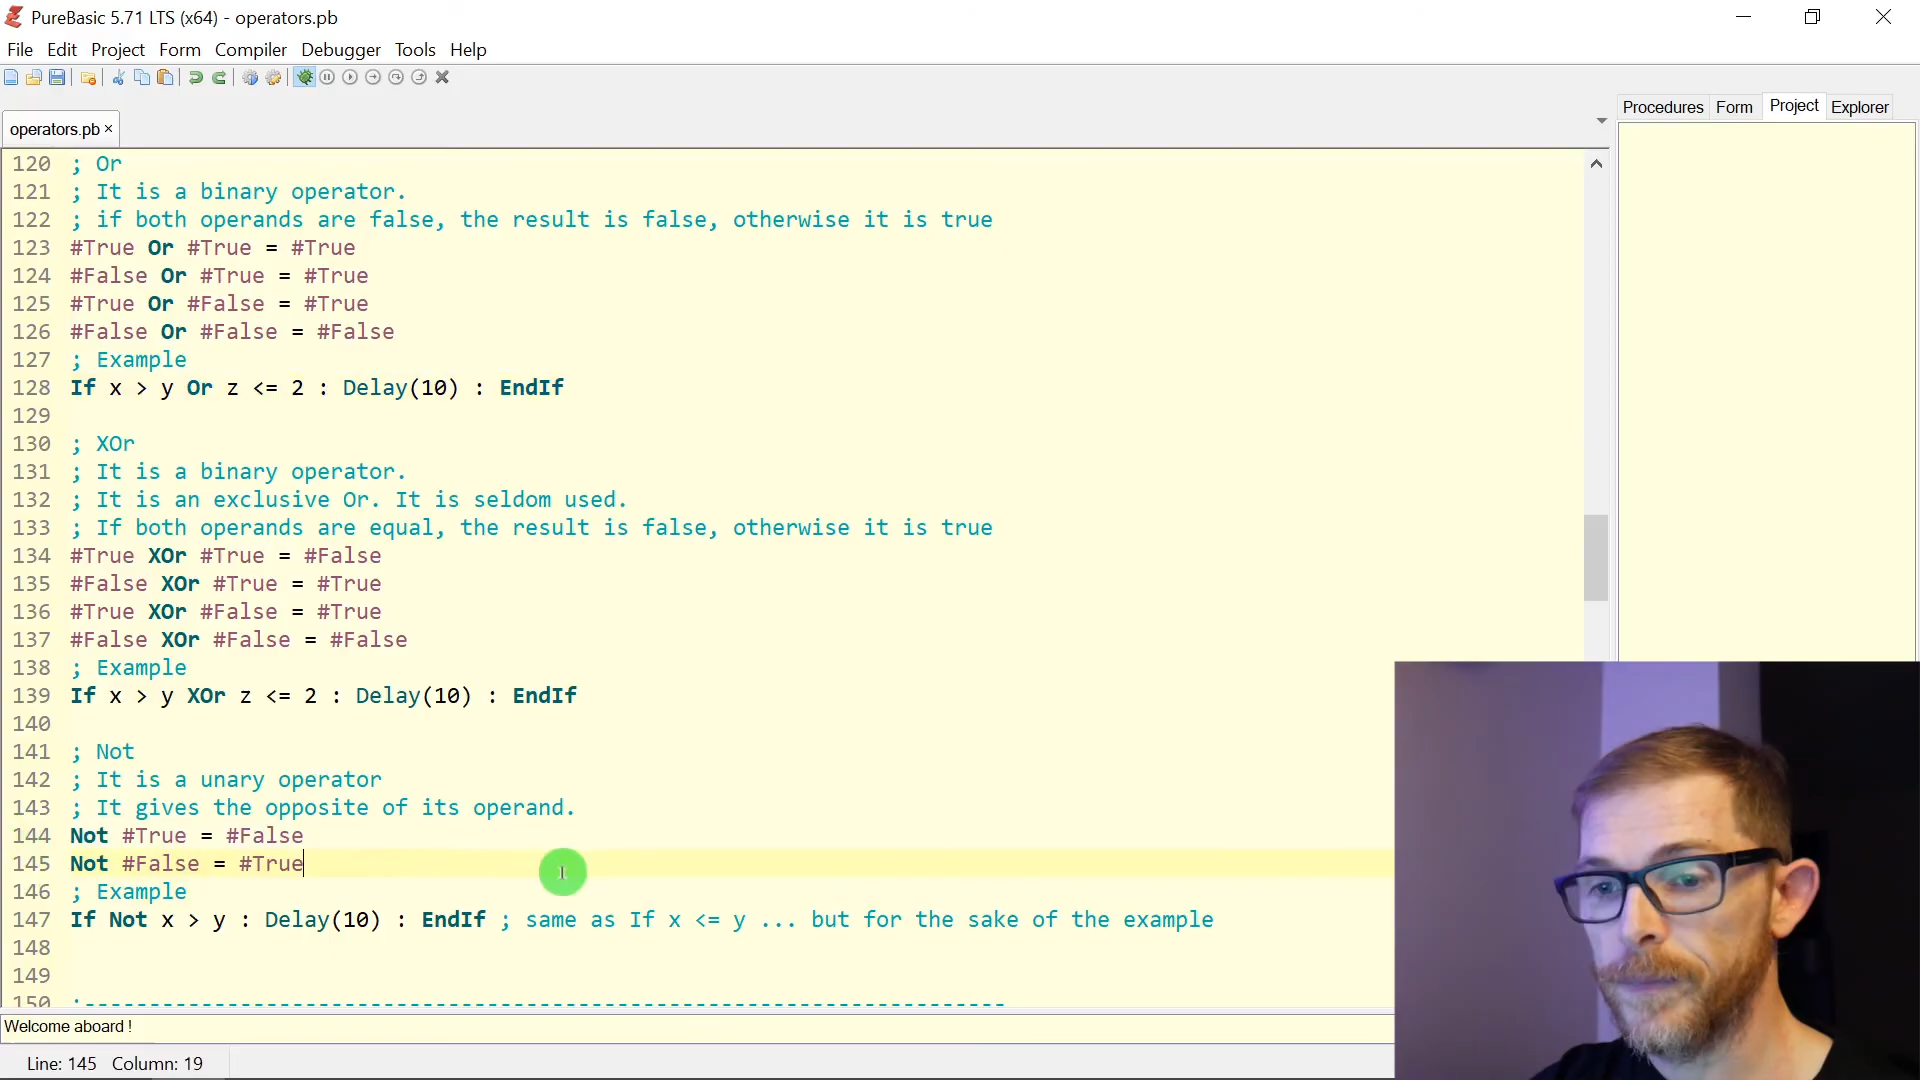 PureBasic 5.71 LTS (x64) - operators.pb
File Edit Project Form Compiler Debugger Tools Help
operators.pb ×
Procedures Form Project Explorer
120 ; Or
121 ; It is a binary operator.
122 ; if both operands are false, the result is false, otherwise it is true
123 #True Or #True = #True
124 #False Or #True = #True
125 #True Or #False = #True
126 #False Or #False = #False
127 ; Example
128 If x > y Or z <= 2 : Delay(10) : EndIf
129
130 ; XOr
131 ; It is a binary operator.
132 ; It is an exclusive Or. It is seldom used.
133 ; If both operands are equal, the result is false, otherwise it is true
134 #True XOr #True = #False
135 #False XOr #True = #True
136 #True XOr #False = #True
137 #False XOr #False = #False
138 ; Example
139 If x > y XOr z <= 2 : Delay(10) : EndIf
140
141 ; Not
142 ; It is a unary operator
143 ; It gives the opposite of its operand.
144 Not #True = #False
145 Not #False = #True
146 ; Example
147 If Not x > y : Delay(10) : EndIf ; same as If x <= y ... but for the sake of the example
148
149
150 ;-----------------------------------------------------------------------
Welcome aboard !
Line: 145 Column: 19